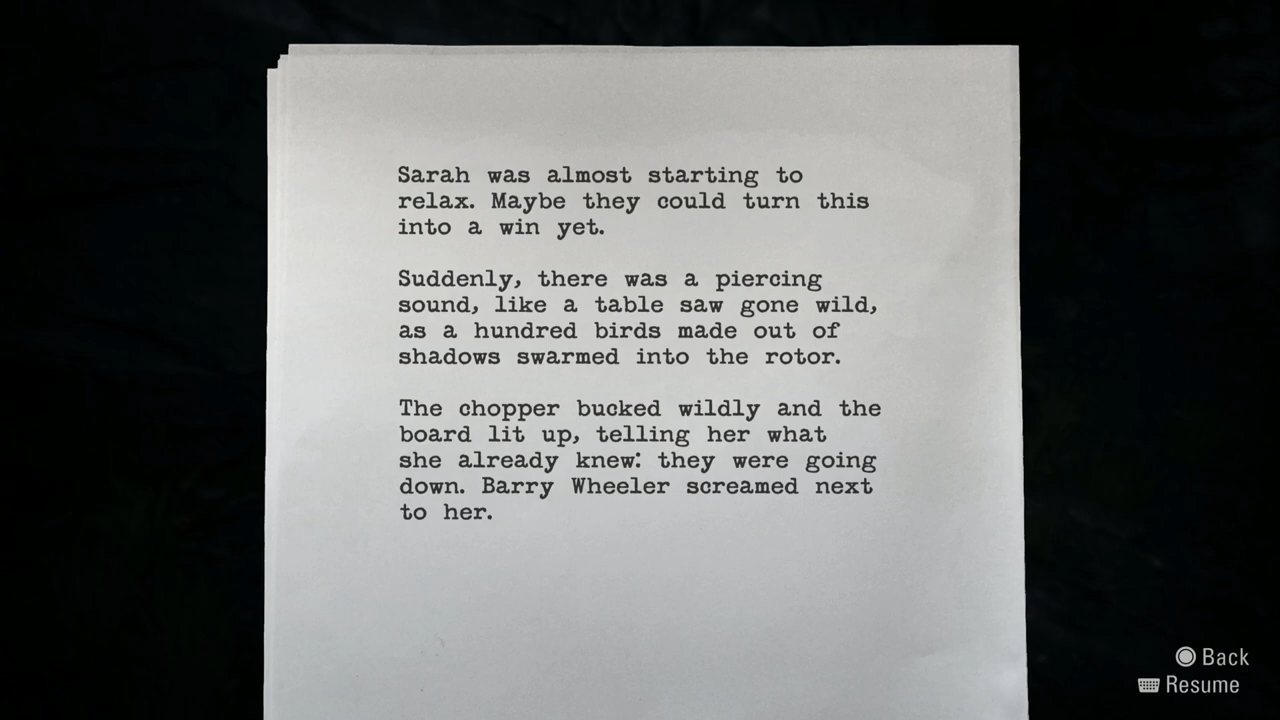 Sarah was almost starting to
relax. Maybe they could turn this
into a win yet.
Suddenly, there was a piercing
sound, like a table saw gone wild,
as a hundred birds made out of
shadows swarmed into the rotor.
The chopper bucked wildly and the
board lit up, telling her what
she already knew: they were going
down. Barry Wheeler screamed next
to her.
Back
Resume